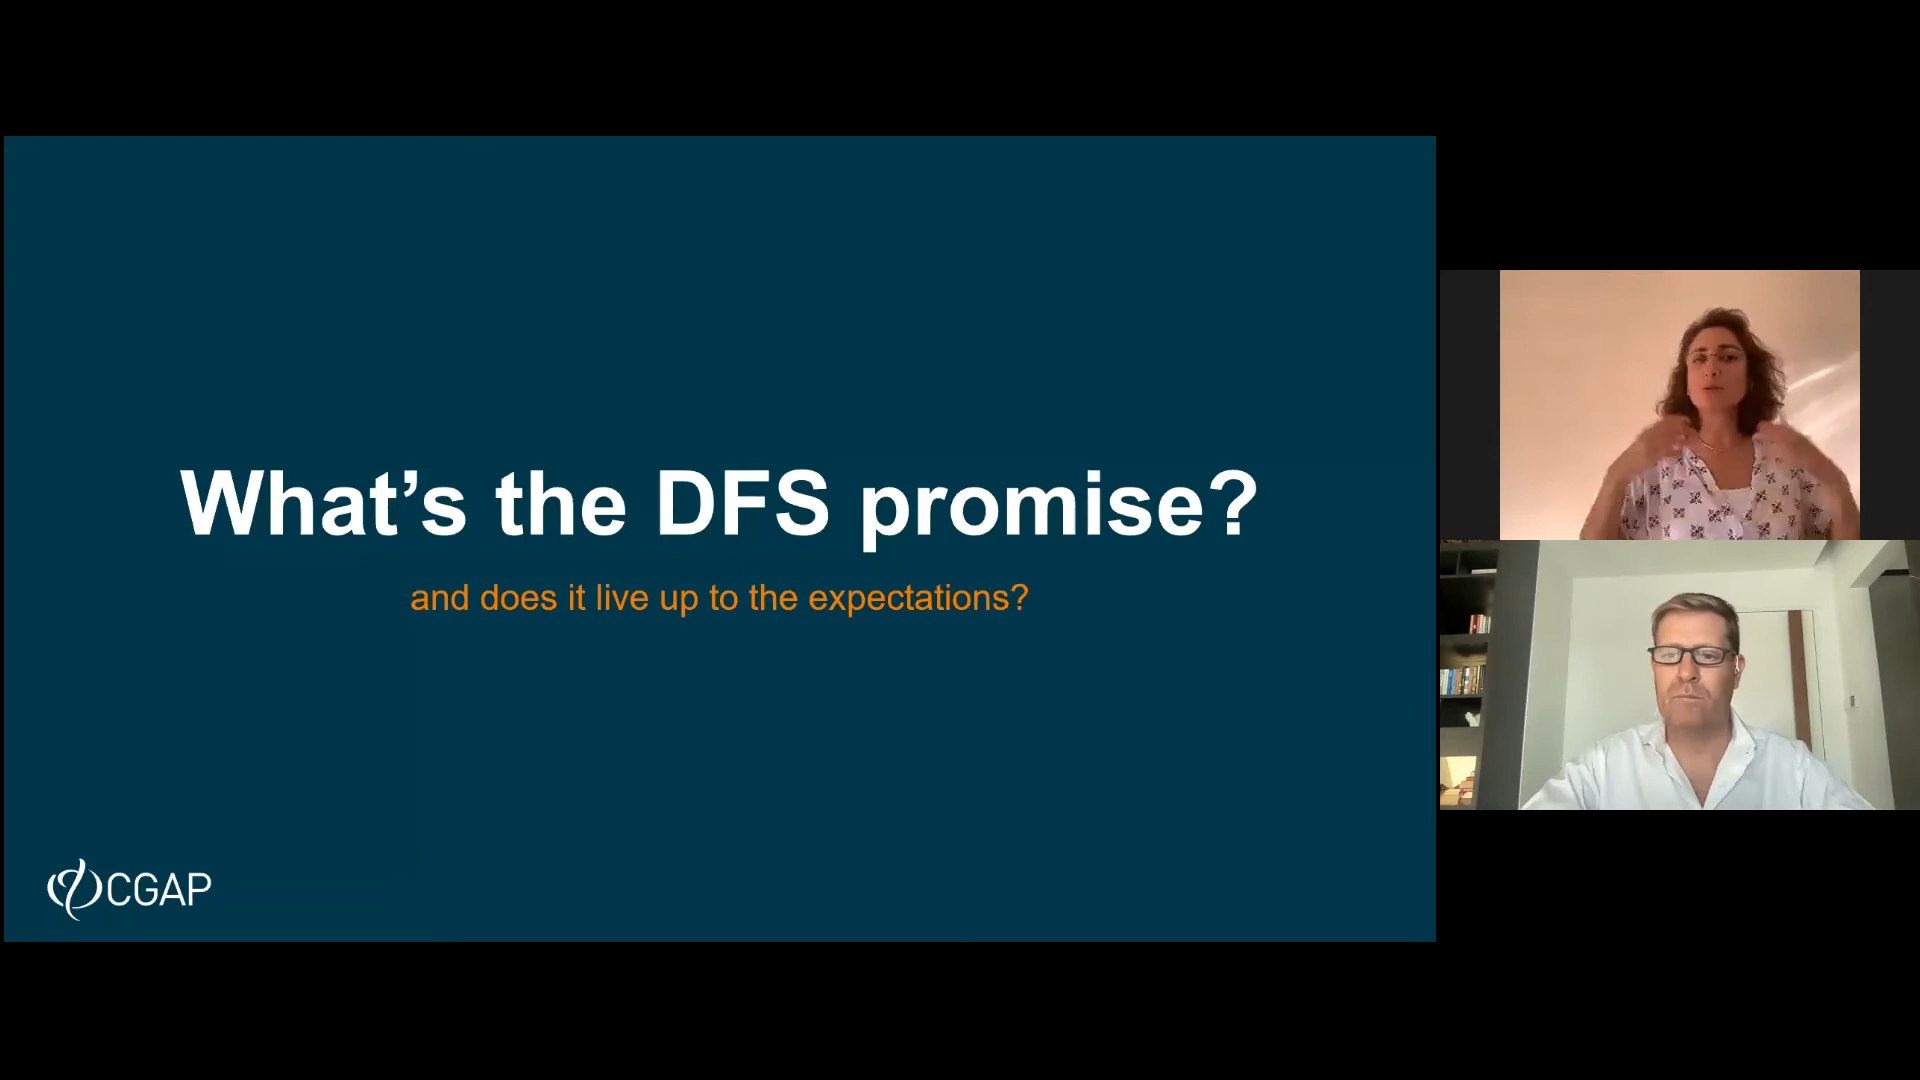 What’s the DFS promise?
and does it live up to the expectations?
CGAP